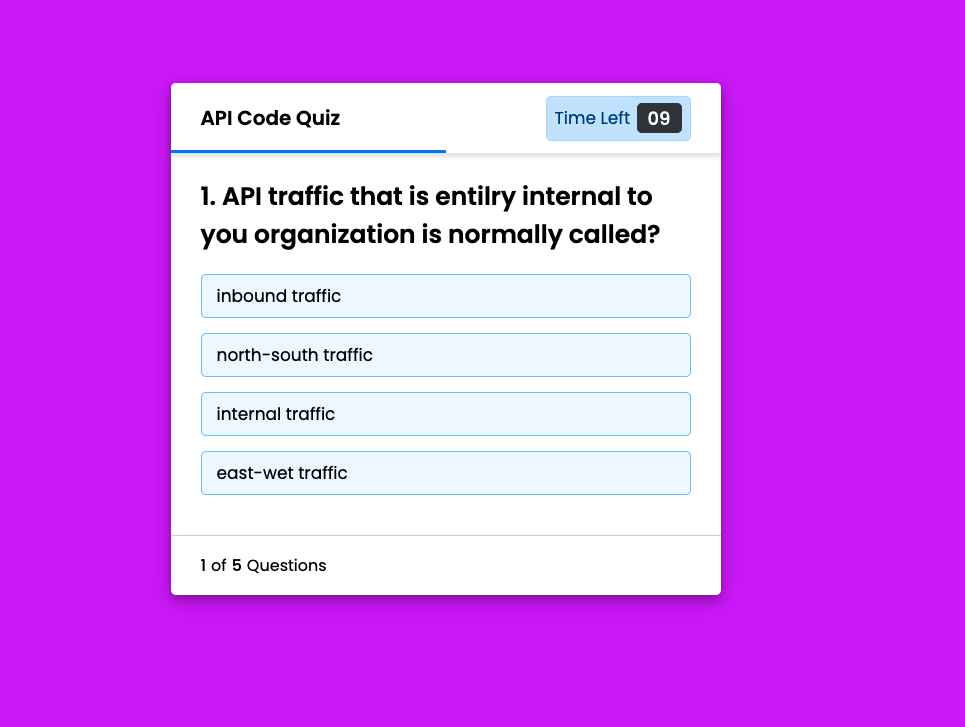 API Code Quiz
Time Left 09
1. API traffic that is entilry internal to
you organization is normally called?
inbound traffic
north-south traffic
internal traffic
east-wet traffic
1 of 5 Questions